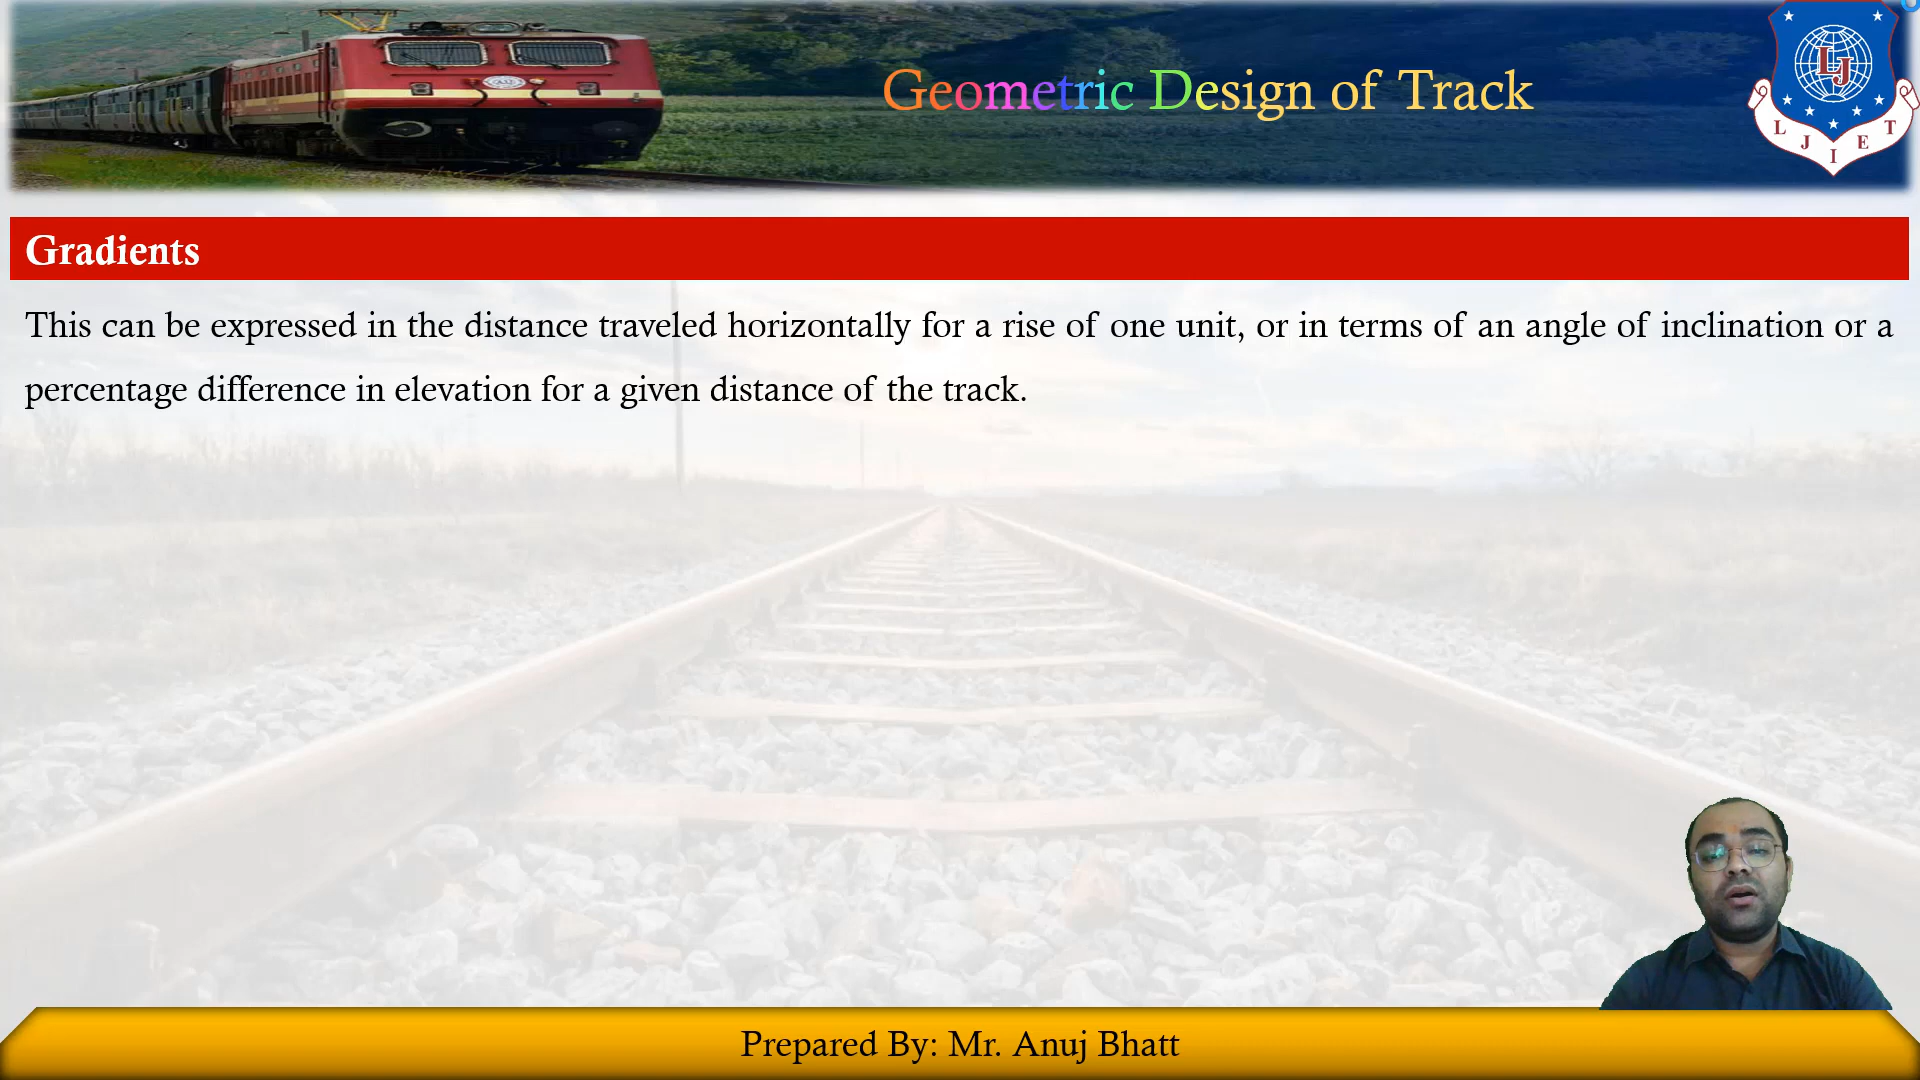 Geometric Design of Track
LJ
L J I E T
Gradients
This can be expressed in the distance traveled horizontally for a rise of one unit, or in terms of an angle of inclination or a
percentage difference in elevation for a given distance of the track.
Prepared By: Mr. Anuj Bhatt